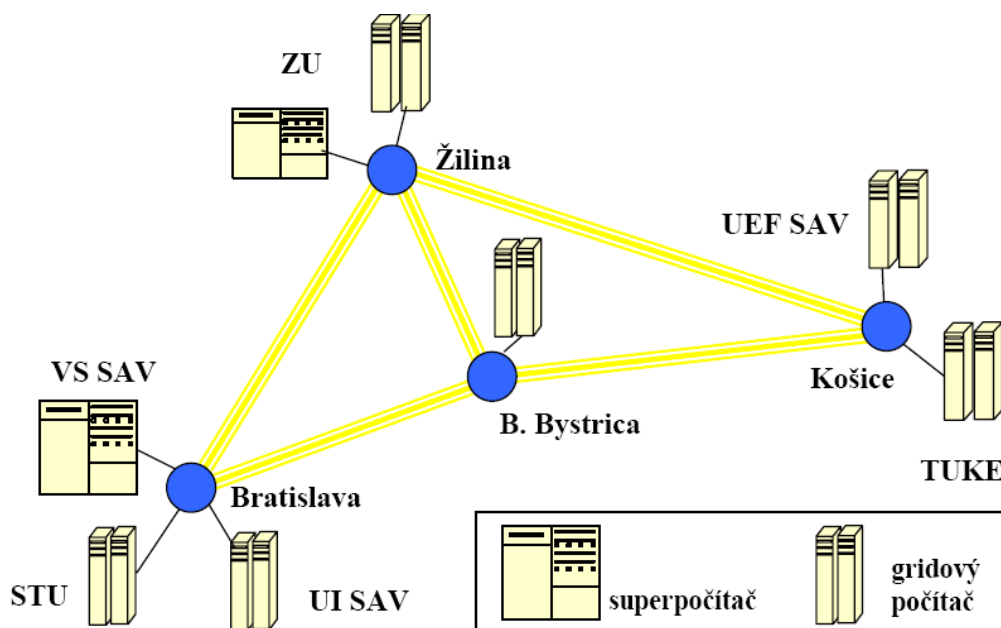 ZU
Žilina
UEF SAV
VS SAV
Košice
B. Bystrica
TUKE
Bratislava
STU
UI SAV
superpočítač
gridový
počítač